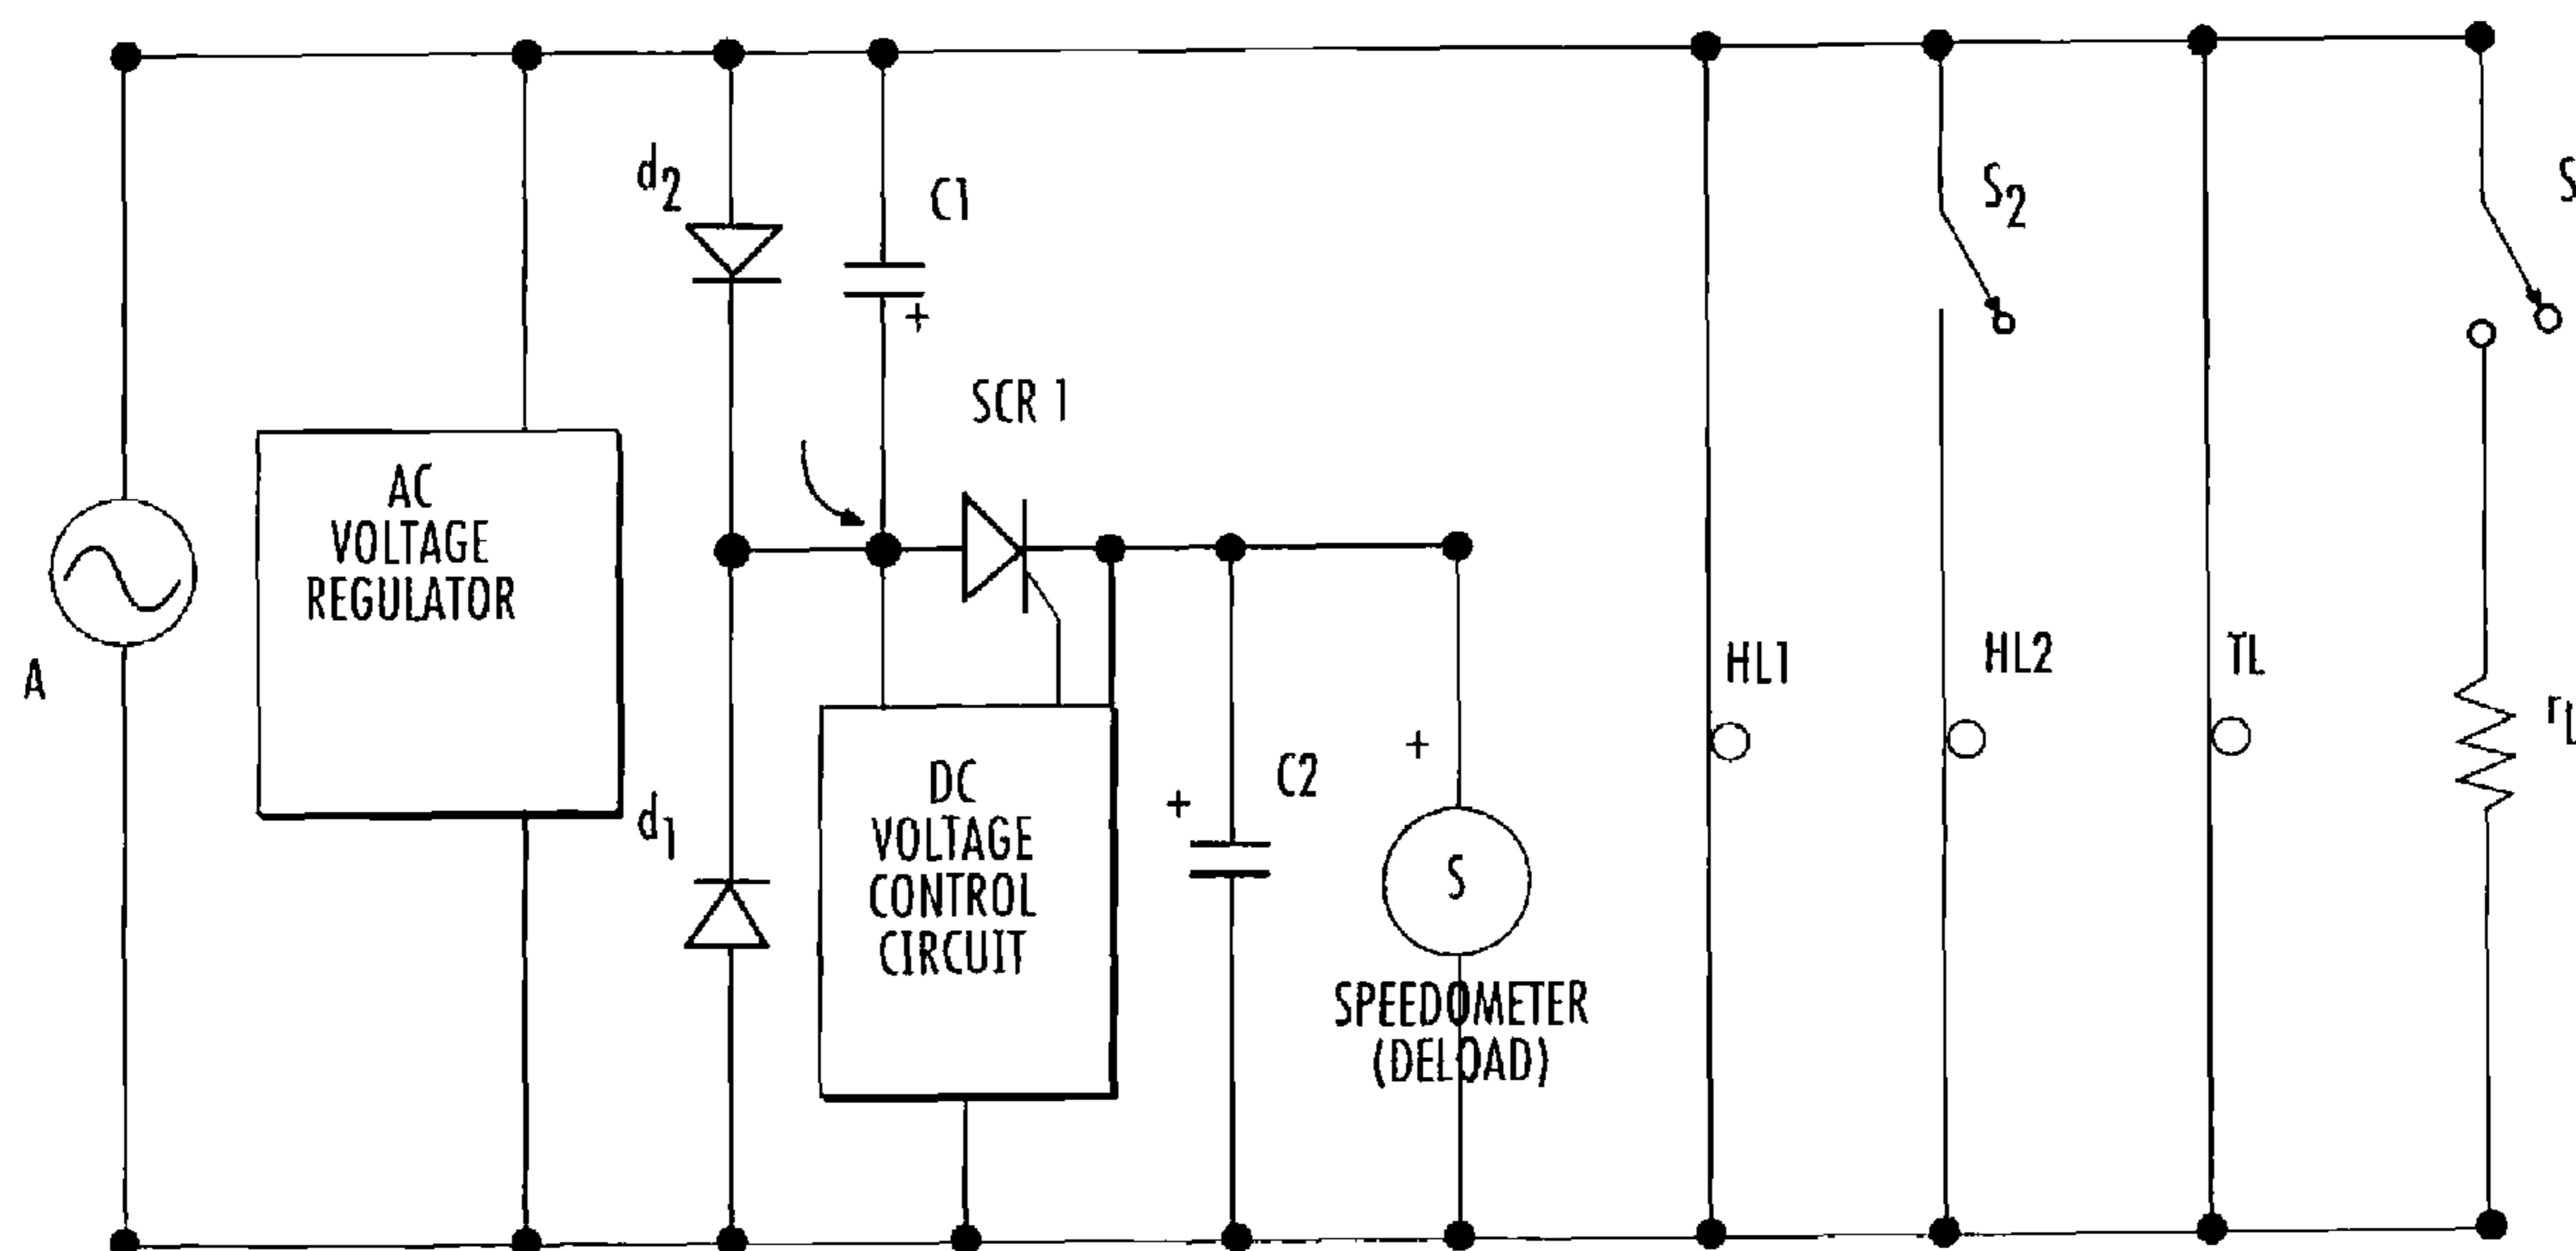 d2
C1
+
S2
S
SCR 1
AC
VOLTAGE
REGULATOR
A
HL1
HL2
TL
rL
+
d1
DC
VOLTAGE
CONTROL
CIRCUIT
+
C2
S
SPEEDOMETER
(DELOAD)